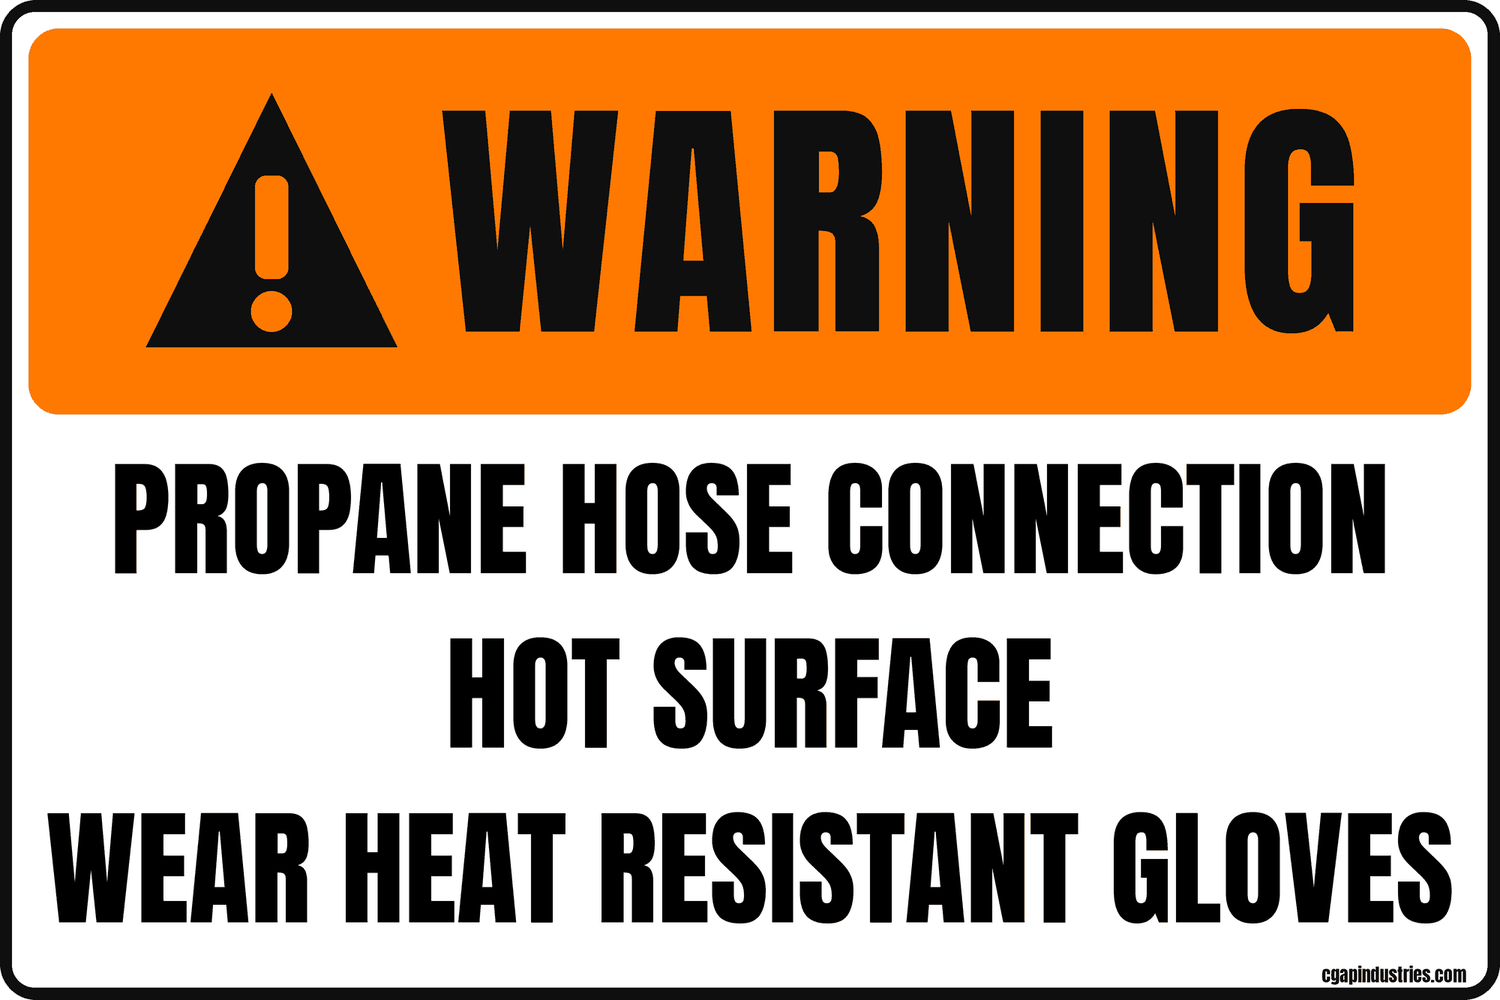 WARNING
PROPANE HOSE CONNECTION
HOT SURFACE
WEAR HEAT RESISTANT GLOVES
cgapindustries.com